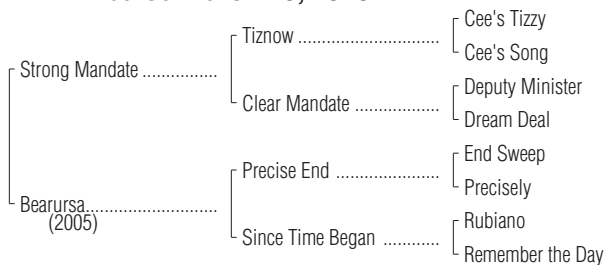 Cee's Tizzy
Tiznow
Cee's Song
Strong Mandate
Deputy Minister
Clear Mandate
Dream Deal
End Sweep
Precise End
Precisely
Bearursa
(2005)
Rubiano
Since Time Began
Remember the Day